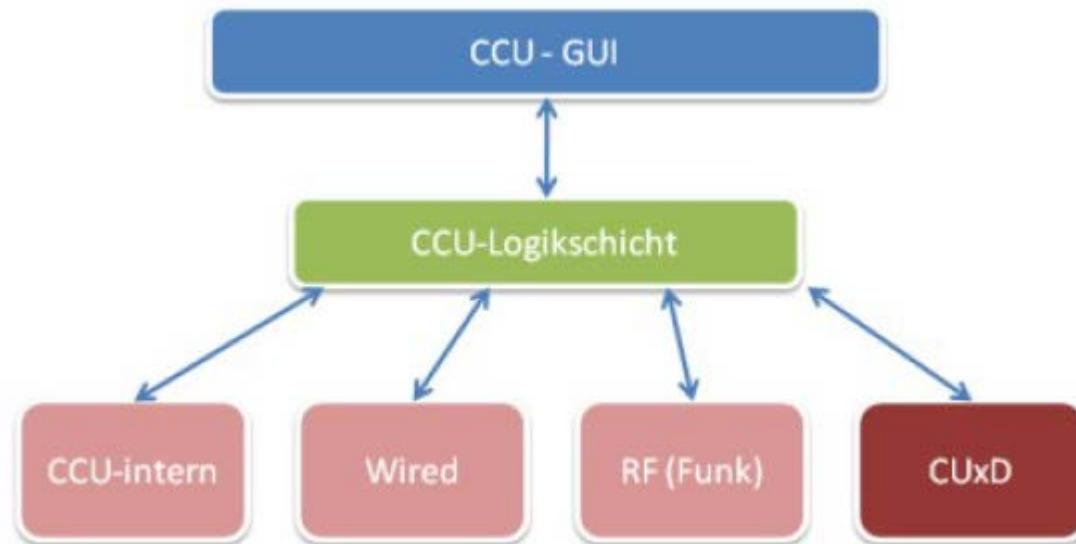 CCU - GUI
CCU-Logikschicht
CCU-intern
Wired
RF (Funk)
CUxD